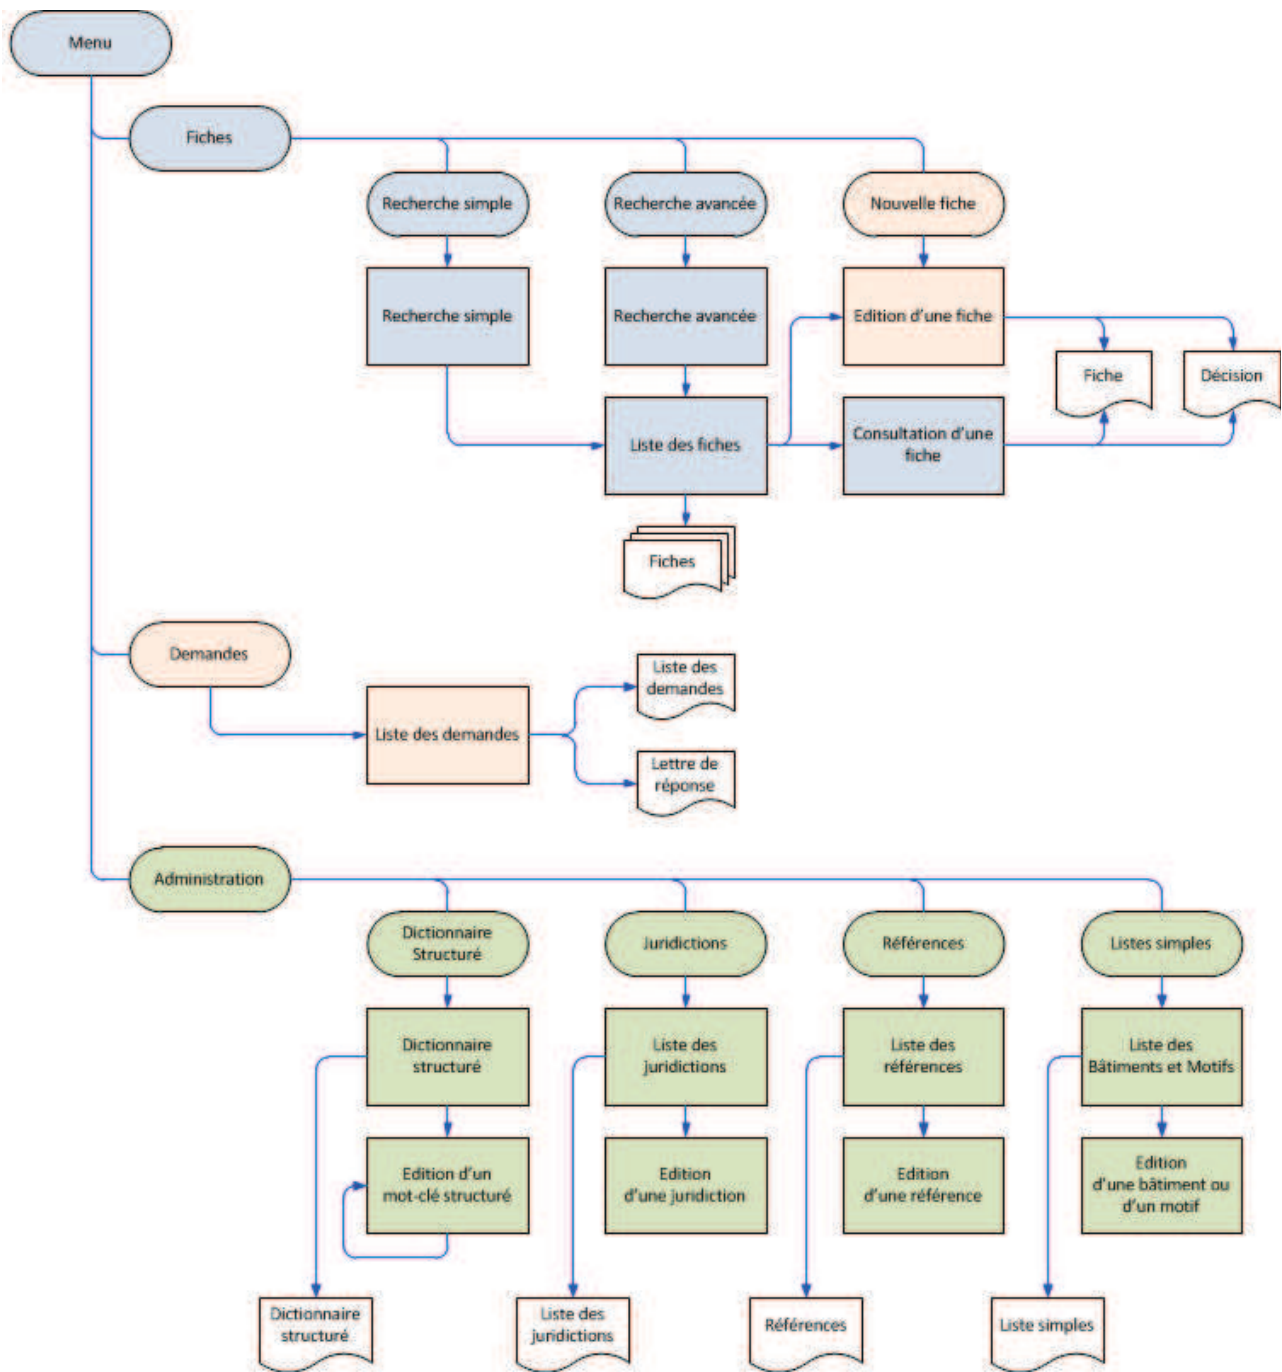 Menu
Fiches
Recherche simple
Recherche avancée
Nouvelle fiche
Recherche simple
Recherche avancée
Edition d'une fiche
Fiche
Décision
Liste des fiches
Consultation d'une
fiche
Fiches
Demandes
Liste des
demandes
Liste des demandes
Lettre de
réponse
Administration
Dictionnaire
Structuré
Juridictions
Références
Listes simples
Dictionnaire
structuré
Liste des
juridictions
Liste des
références
Liste des
Bâtiments et Motifs
Edition d'un
mot-clé structuré
Edition
d'une juridiction
Edition
d'une référence
Edition
d'une bâtiment ou
d'un motif
Dictionnaire
structuré
Liste des
juridictions
Références
Liste simples